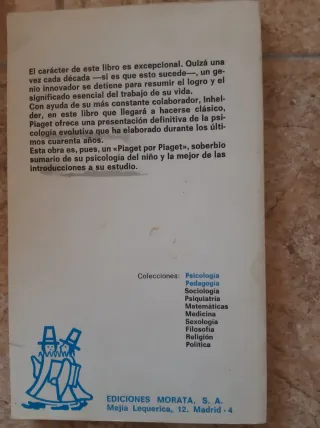 El carácter de este libro es excepcional. Quizá una
vez cada década —si es que esto sucede—, un ge-
nio innovador se detiene para resumir el logro y el
significado esencial del trabajo de su vida.
Con ayuda de su más constante colaborador, Inhel-
der, en este libro que llegará a hacerse clásico,
Piaget ofrece una presentación definitiva de la psi-
cología evolutiva que ha elaborado durante los últi-
mos cuarenta años.
Esta obra es, pues, un «Piaget por Piaget», soberbio
sumario de su psicología del niño y la mejor de las
introducciones a su estudio.
Colecciones: Psicología
Pedagogía
Sociología
Psiquiatría
Matemáticas
Medicina
Sexología
Filosofía
Religión
Política
EDICIONES MORATA, S. A.
Mejía Lequerica, 12. Madrid - 4